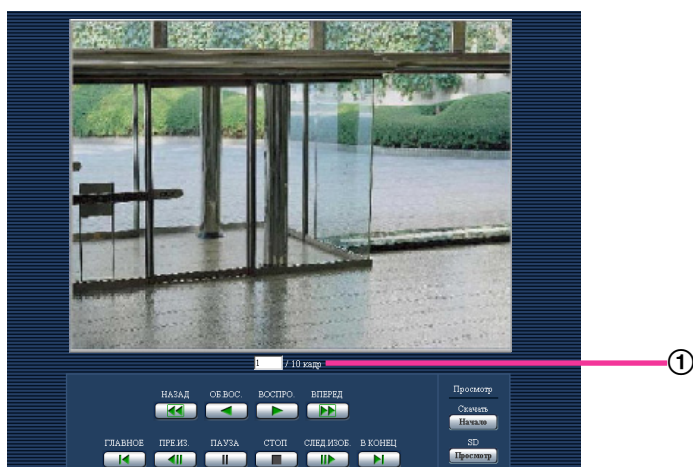 1 / 10 кадр
①
НАЗАД ОБ.ВОС. ВОСПРО. ВПЕРЕД
ГЛАВНОЕ ПРЕ.ИЗ. ПАУЗА СТОП СЛЕД.ИЗОБ. В КОНЕЦ
Просмотр
Скачать
Начало
SD
Просмотр